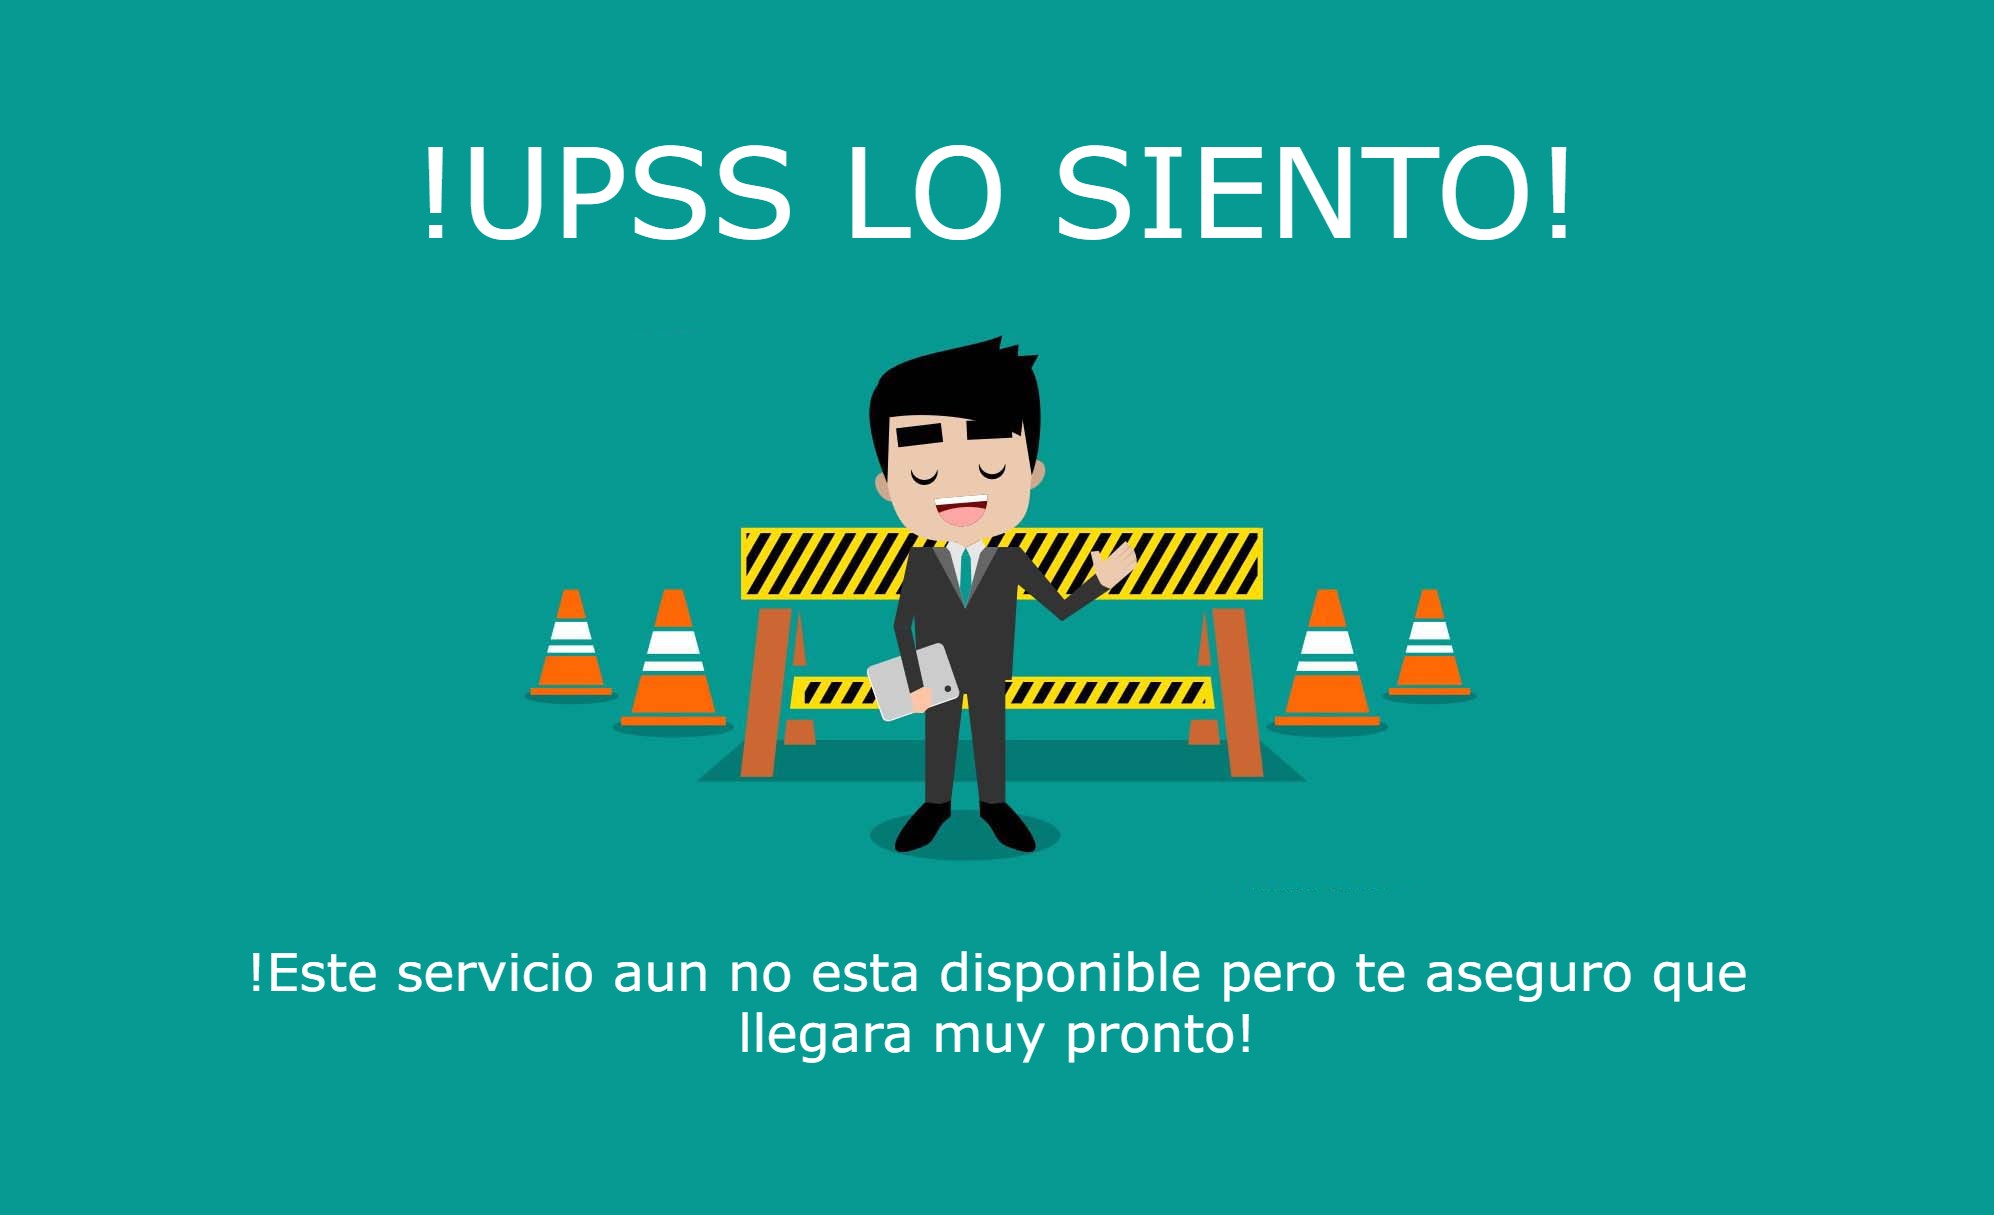 !UPSS LO SIENTO!
!Este servicio aun no esta disponible pero te aseguro que
llegara muy pronto!